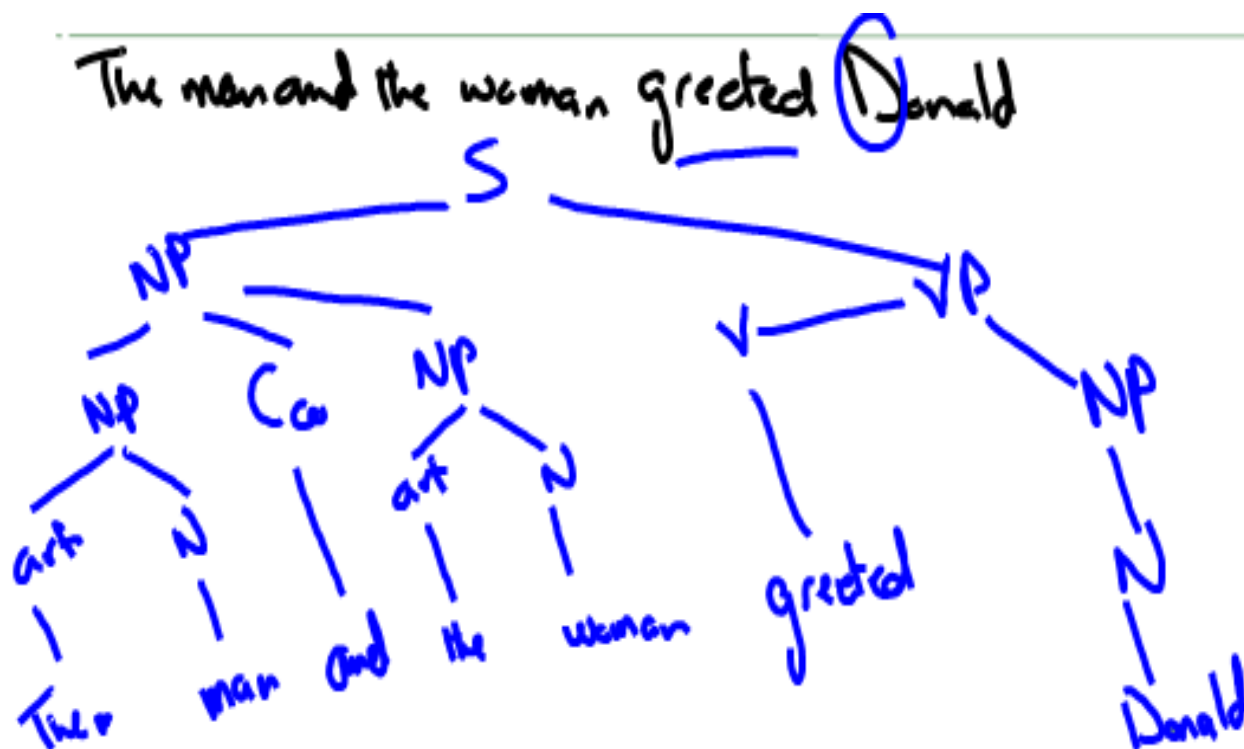 The man and the woman greeted Donald
S
NP VP
NP C co NP V NP
art N art N N
The man and the woman greeted Donald